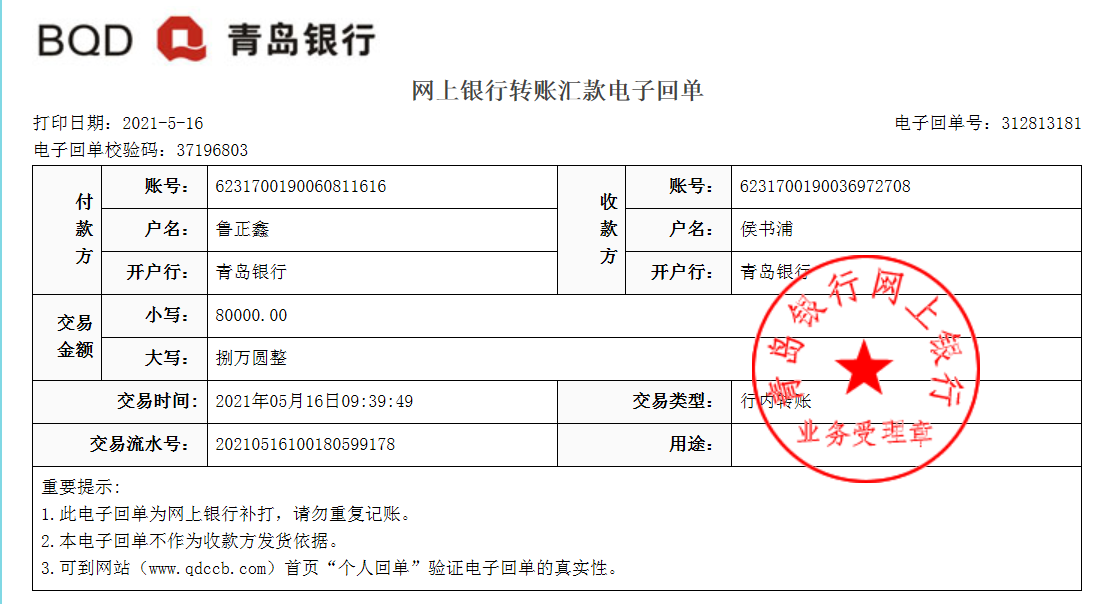 BQD 青岛银行
网上银行转账汇款电子回单
打印日期：2021-5-16 电子回单号：312813181
电子回单校验码：37196803
付款方 账号： 6231700190060811616 收款方 账号： 6231700190036972708
户名： 鲁正鑫 户名： 侯书浦
开户行： 青岛银行 开户行： 青岛银行
交易金额 小写： 80000.00
大写： 捌万圆整
交易时间： 2021年05月16日09:39:49 交易类型： 行内转账
交易流水号： 20210516100180599178 用途：
青岛银行网上银行
业务受理章
重要提示:
1.此电子回单为网上银行补打，请勿重复记账。
2.本电子回单不作为收款方发货依据。
3.可到网站（www.qdccb.com）首页“个人回单”验证电子回单的真实性。